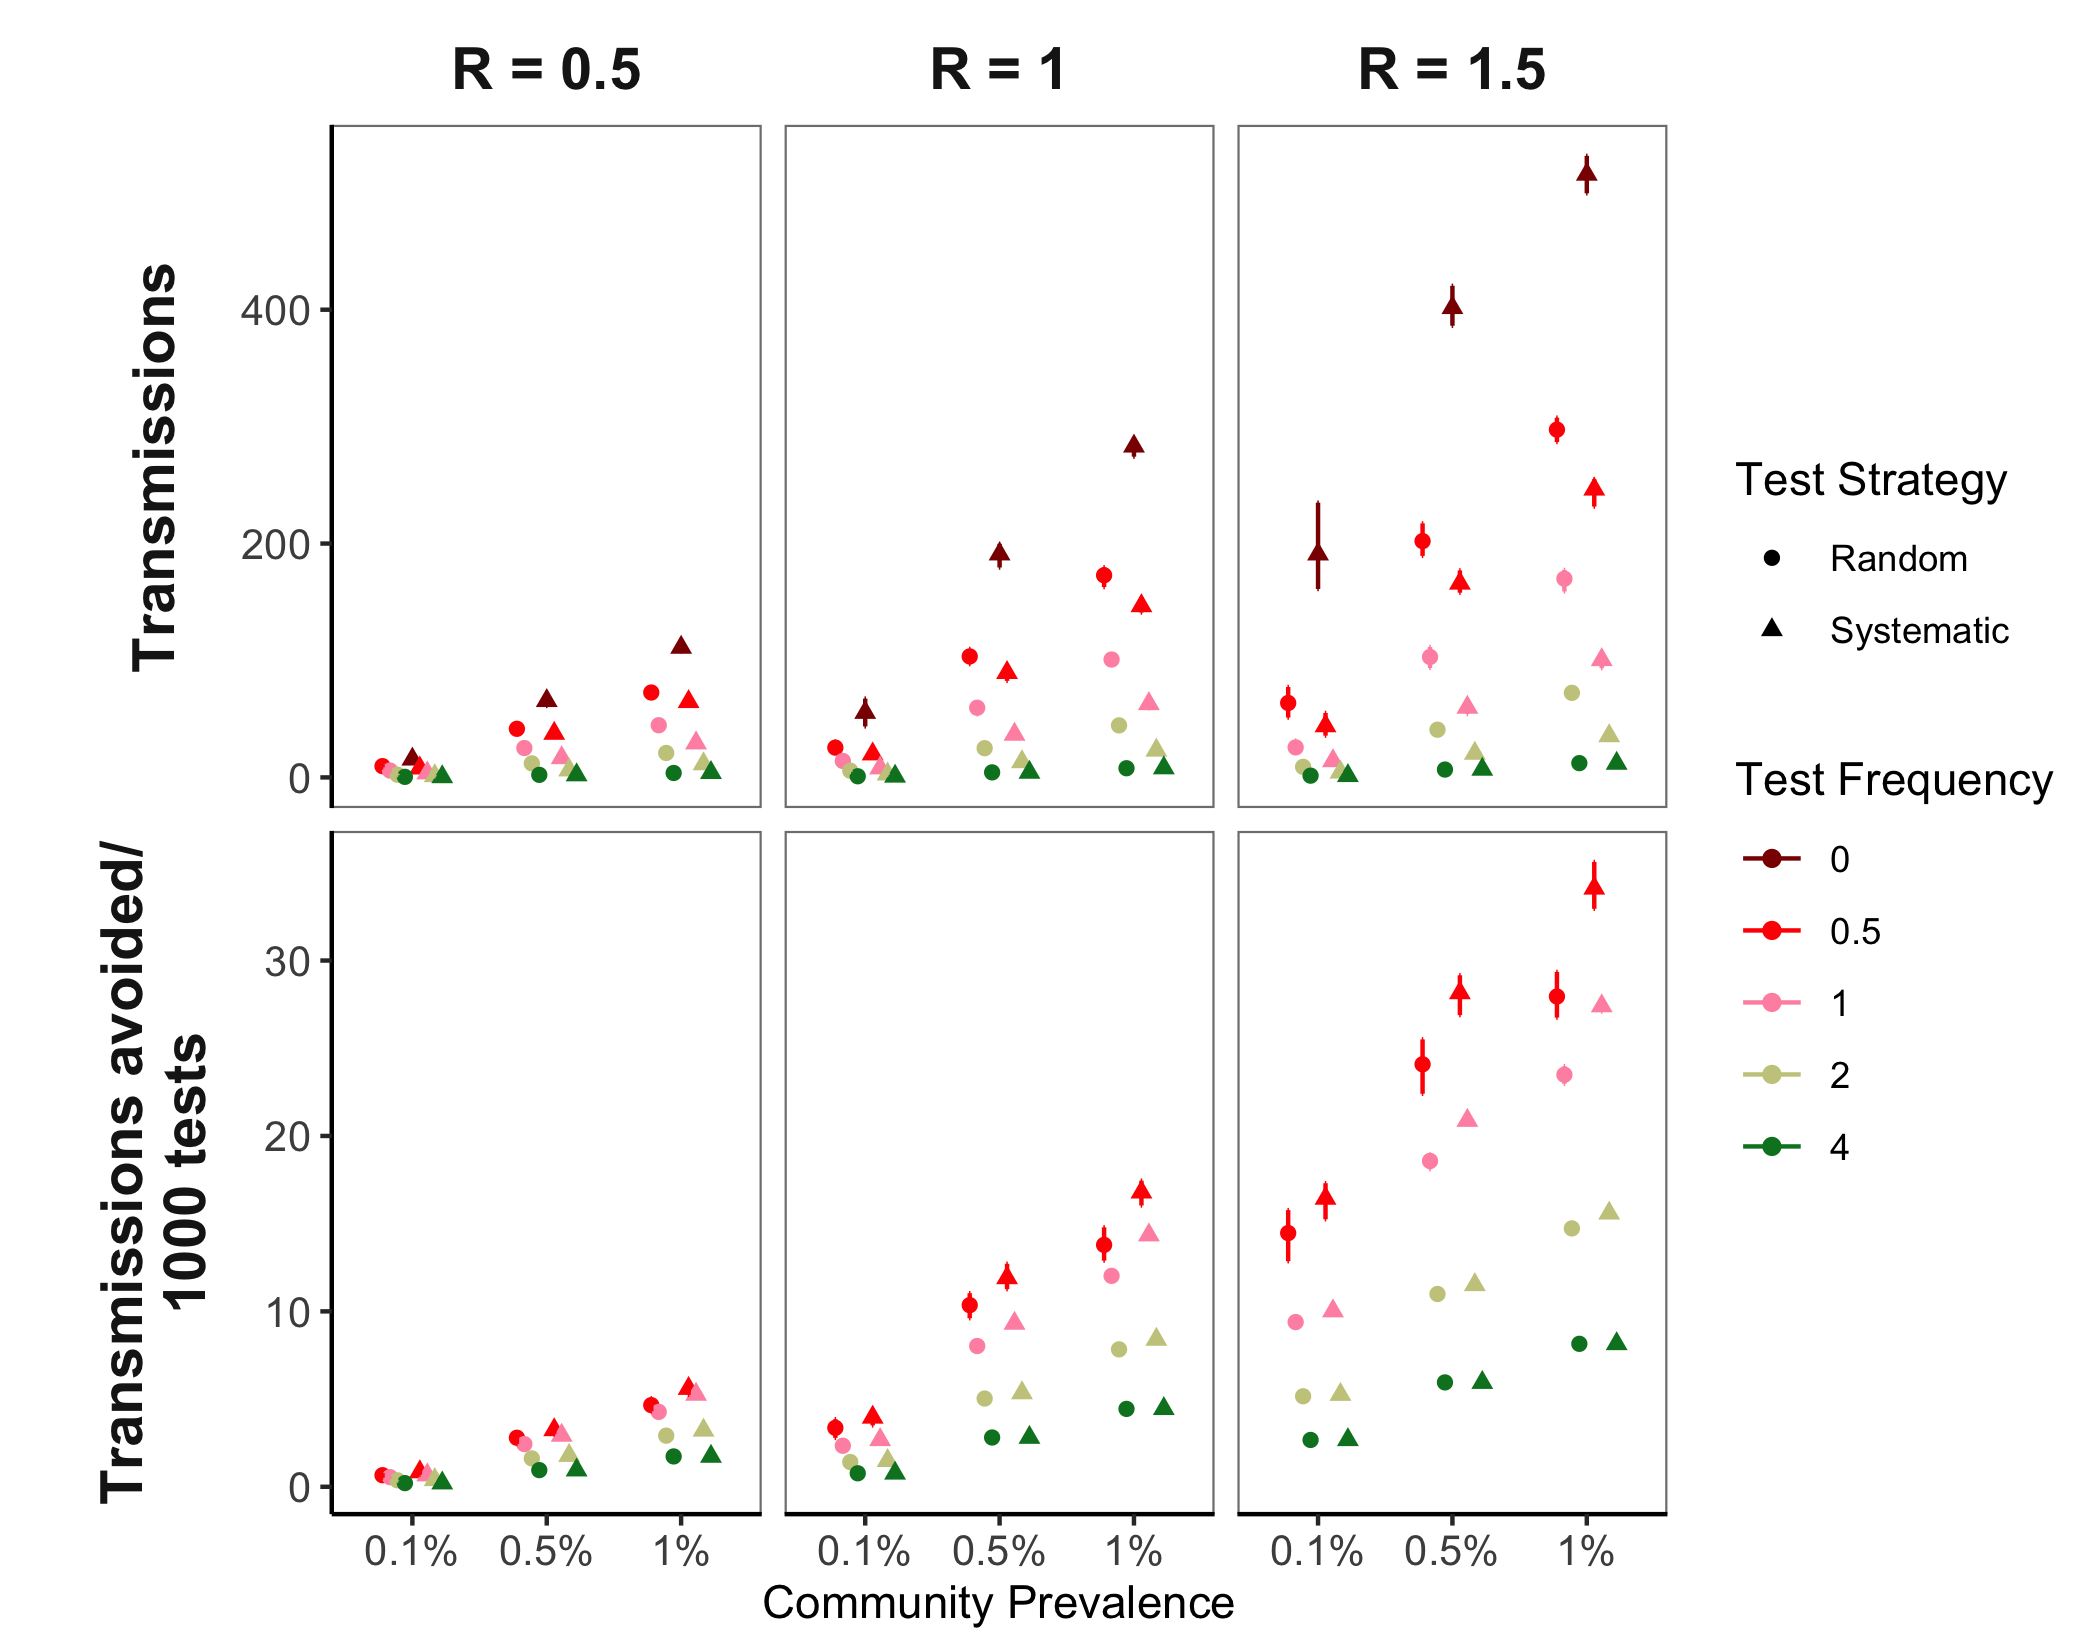 R = 0.5
R = 1
R = 1.5
Transmissions
400
200
0
Transmissions avoided/
1000 tests
30
20
10
0
0.1%
0.5%
1%
0.1%
0.5%
1%
0.1%
0.5%
1%
Community Prevalence
Test Strategy
Random
Systematic
Test Frequency
0
0.5
1
2
4